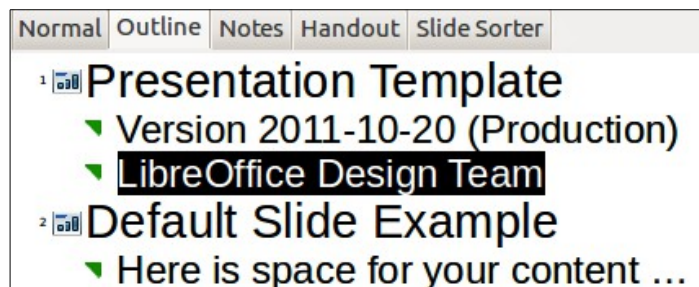 Normal Outline Notes Handout Slide Sorter
1 Presentation Template
Version 2011-10-20 (Production)
LibreOffice Design Team
2 Default Slide Example
Here is space for your content ...